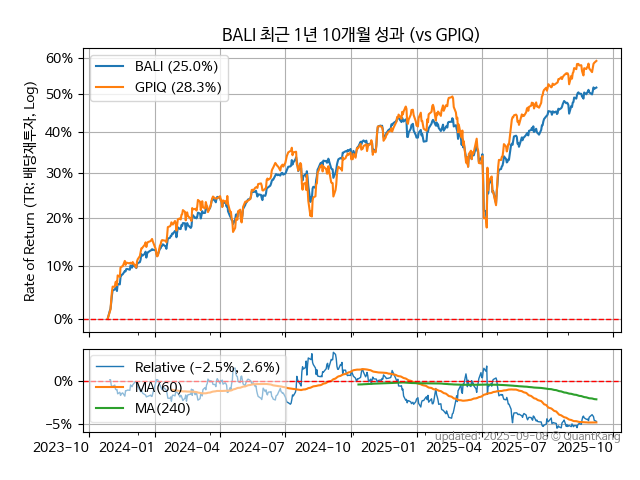 BALI 최근 1년 10개월 성과 (vs GPIQ)
Rate of Return (TR: 배당재투자, Log)
60%
50%
40%
30%
20%
10%
0%
BALI (25.0%)
GPIQ (28.3%)
0%
−5%
Relative (−2.5%, 2.6%)
MA(60)
MA(240)
updated: 2025-09-08 © QuantKang
2023−10 2024−01 2024−04 2024−07 2024−10 2025−01 2025−04 2025−07 2025−10